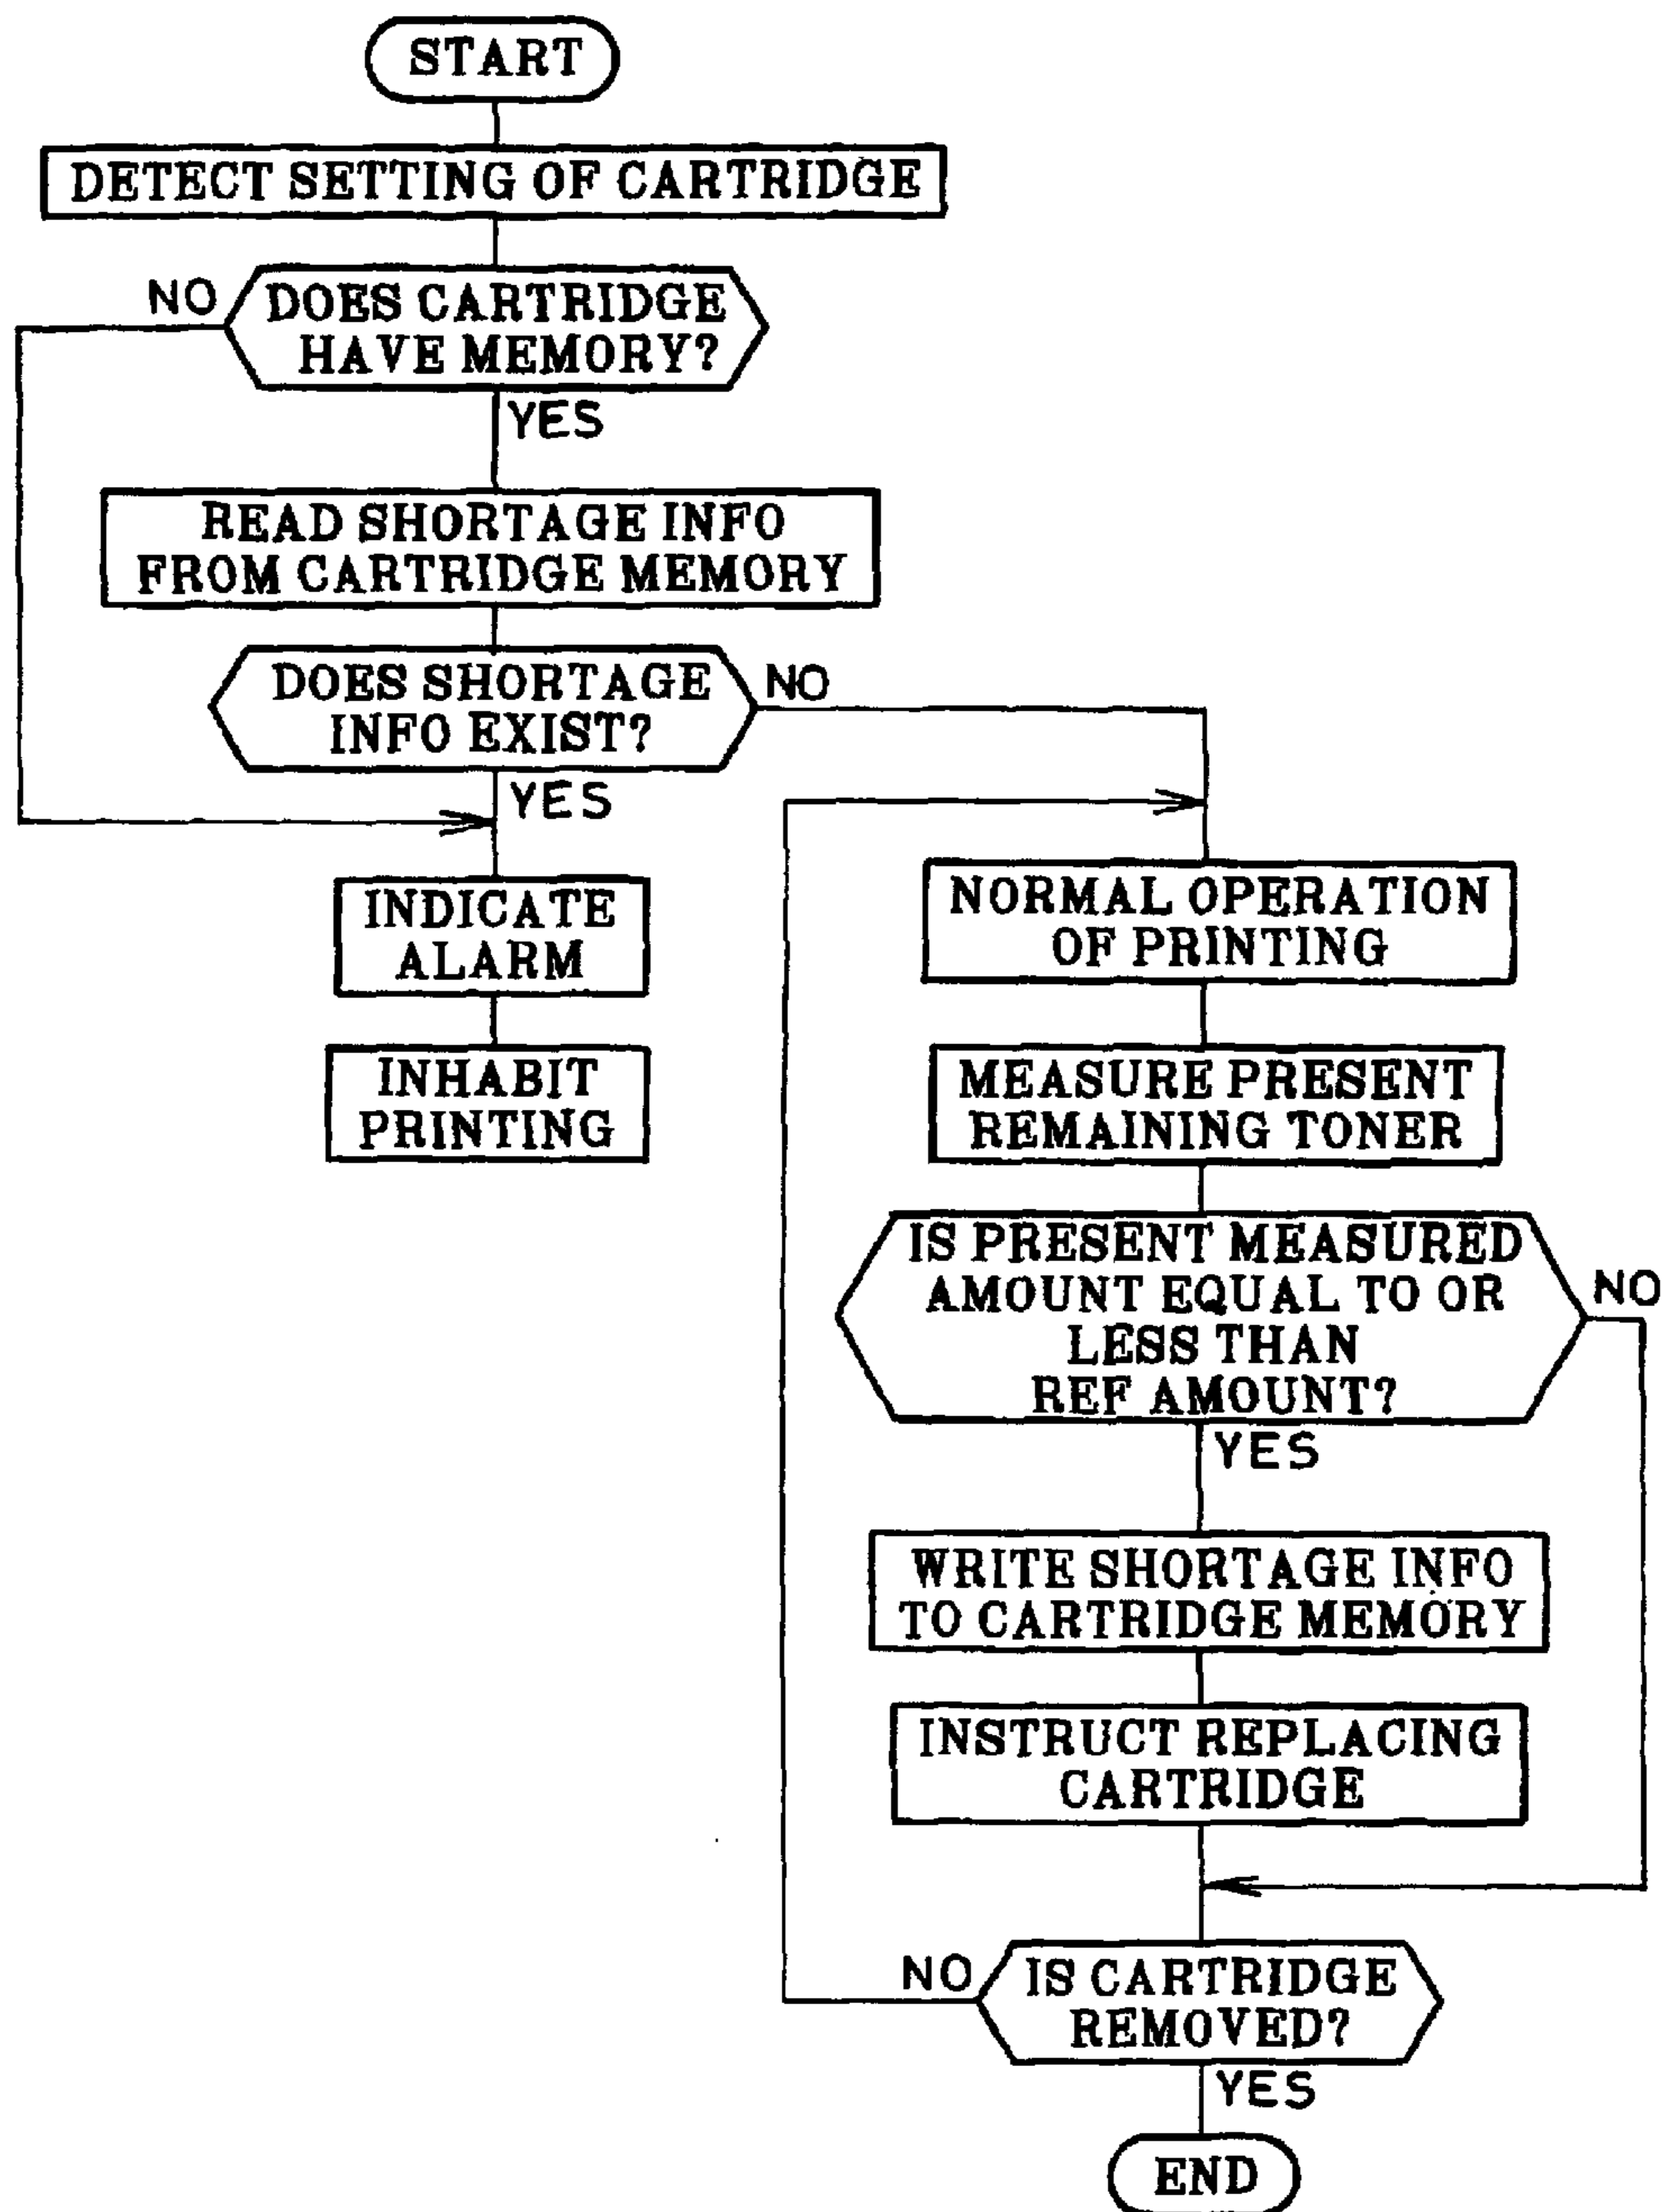 START
DETECT SETTING OF CARTRIDGE
NO
DOES CARTRIDGE
HAVE MEMORY?
YES
READ SHORTAGE INFO
FROM CARTRIDGE MEMORY
DOES SHORTAGE
INFO EXIST?
NO
YES
INDICATE
ALARM
INHABIT
PRINTING
NORMAL OPERATION
OF PRINTING
MEASURE PRESENT
REMAINING TONER
IS PRESENT MEASURED
AMOUNT EQUAL TO OR
LESS THAN
REF AMOUNT?
NO
YES
WRITE SHORTAGE INFO
TO CARTRIDGE MEMORY
INSTRUCT REPLACING
CARTRIDGE
NO
IS CARTRIDGE
REMOVED?
YES
END